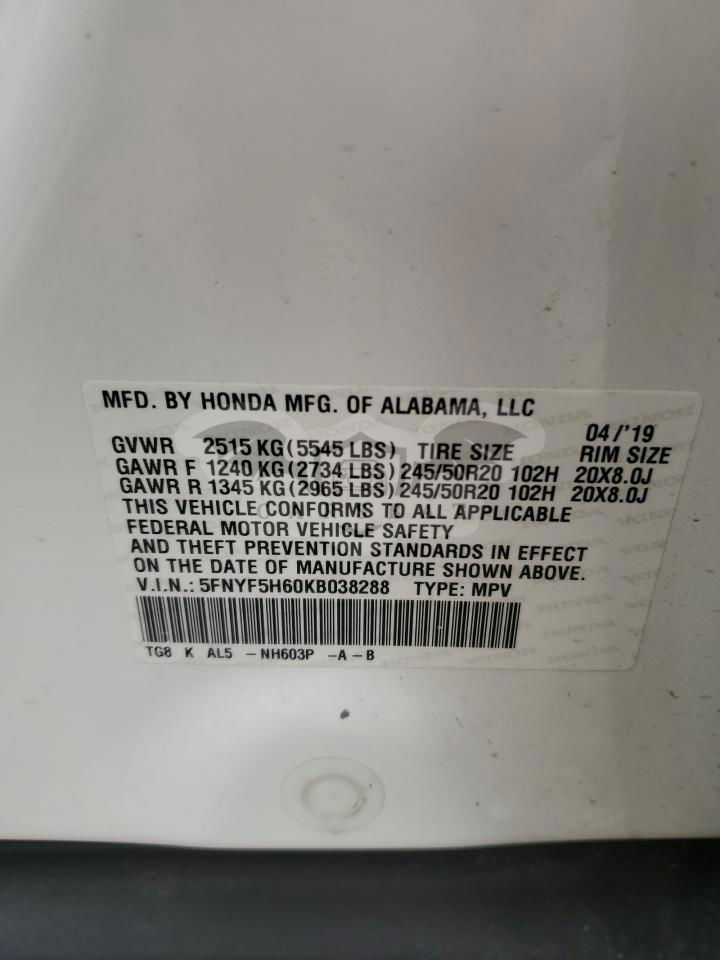 MFD. BY HONDA MFG. OF ALABAMA, LLC
04/'19
GVWR 2515 KG (5545 LBS) TIRE SIZE RIM SIZE
GAWR F 1240 KG (2734 LBS) 245/50R20 102H 20X8.0J
GAWR R 1345 KG (2965 LBS) 245/50R20 102H 20X8.0J
THIS VEHICLE CONFORMS TO ALL APPLICABLE
FEDERAL MOTOR VEHICLE SAFETY
AND THEFT PREVENTION STANDARDS IN EFFECT
ON THE DATE OF MANUFACTURE SHOWN ABOVE.
V.I.N.: 5FNYF5H60KB038288 TYPE: MPV
TG8 K AL5 -NH603P -A-B